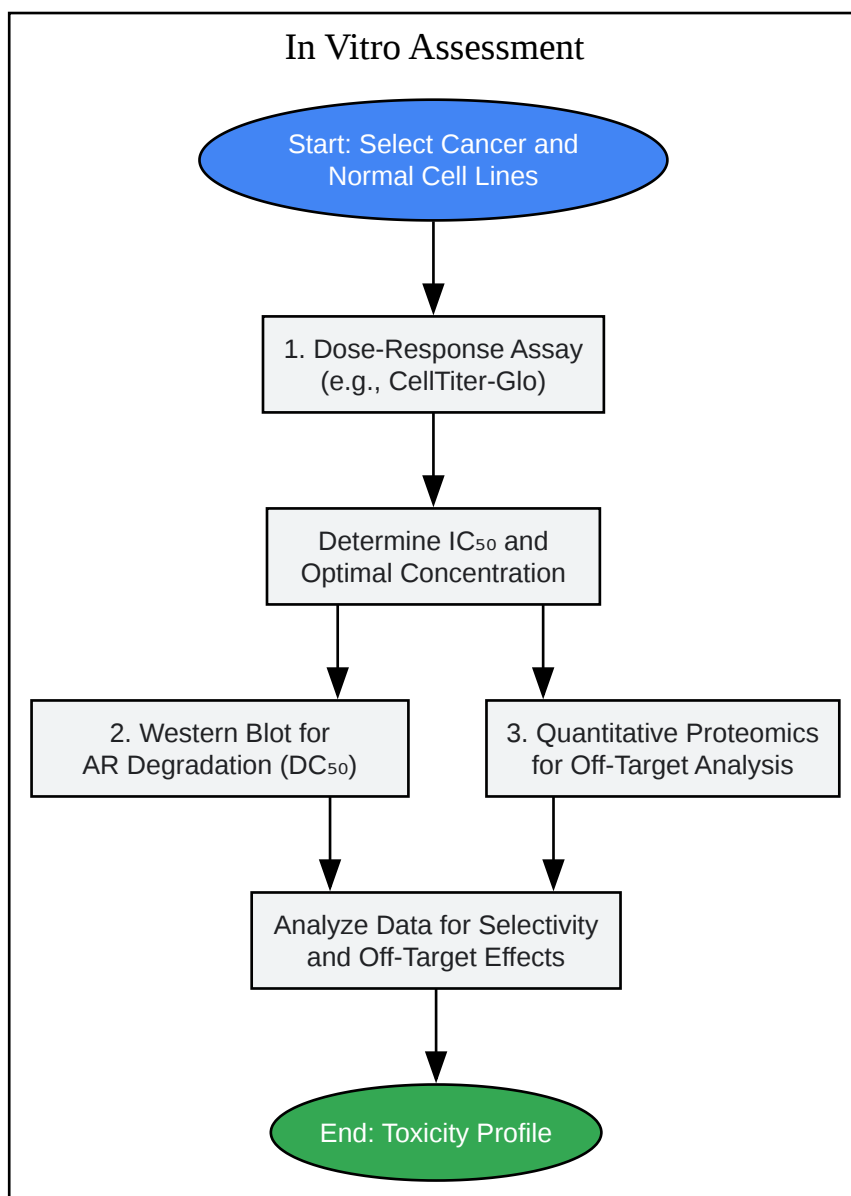 In Vitro Assessment
Start: Select Cancer and
Normal Cell Lines
1. Dose-Response Assay
(e.g., CellTiter-Glo)
Determine IC₅₀ and
Optimal Concentration
2. Western Blot for
AR Degradation (DC₅₀)
3. Quantitative Proteomics
for Off-Target Analysis
Analyze Data for Selectivity
and Off-Target Effects
End: Toxicity Profile